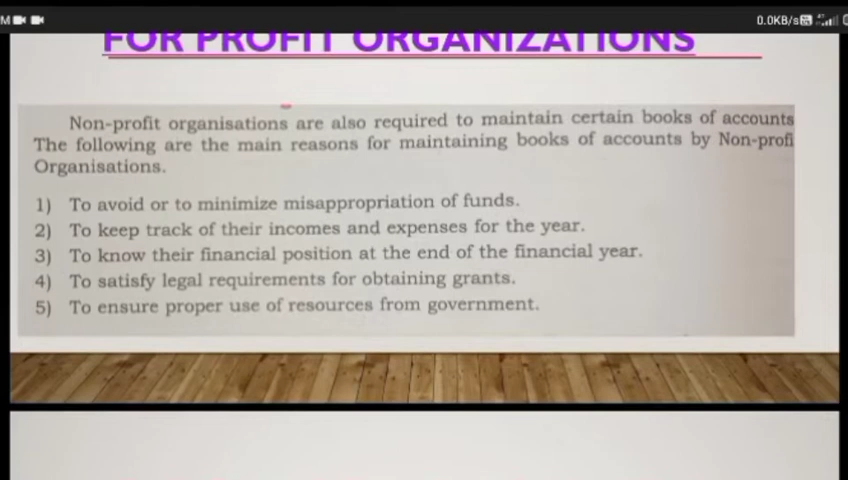 M
0.0KB/s
FOR PROFIT ORGANIZATIONS
Non-profit organisations are also required to maintain certain books of accounts
The following are the main reasons for maintaining books of accounts by Non-profi
Organisations.
1) To avoid or to minimize misappropriation of funds.
2) To keep track of their incomes and expenses for the year.
3) To know their financial position at the end of the financial year.
4) To satisfy legal requirements for obtaining grants.
5) To ensure proper use of resources from government.